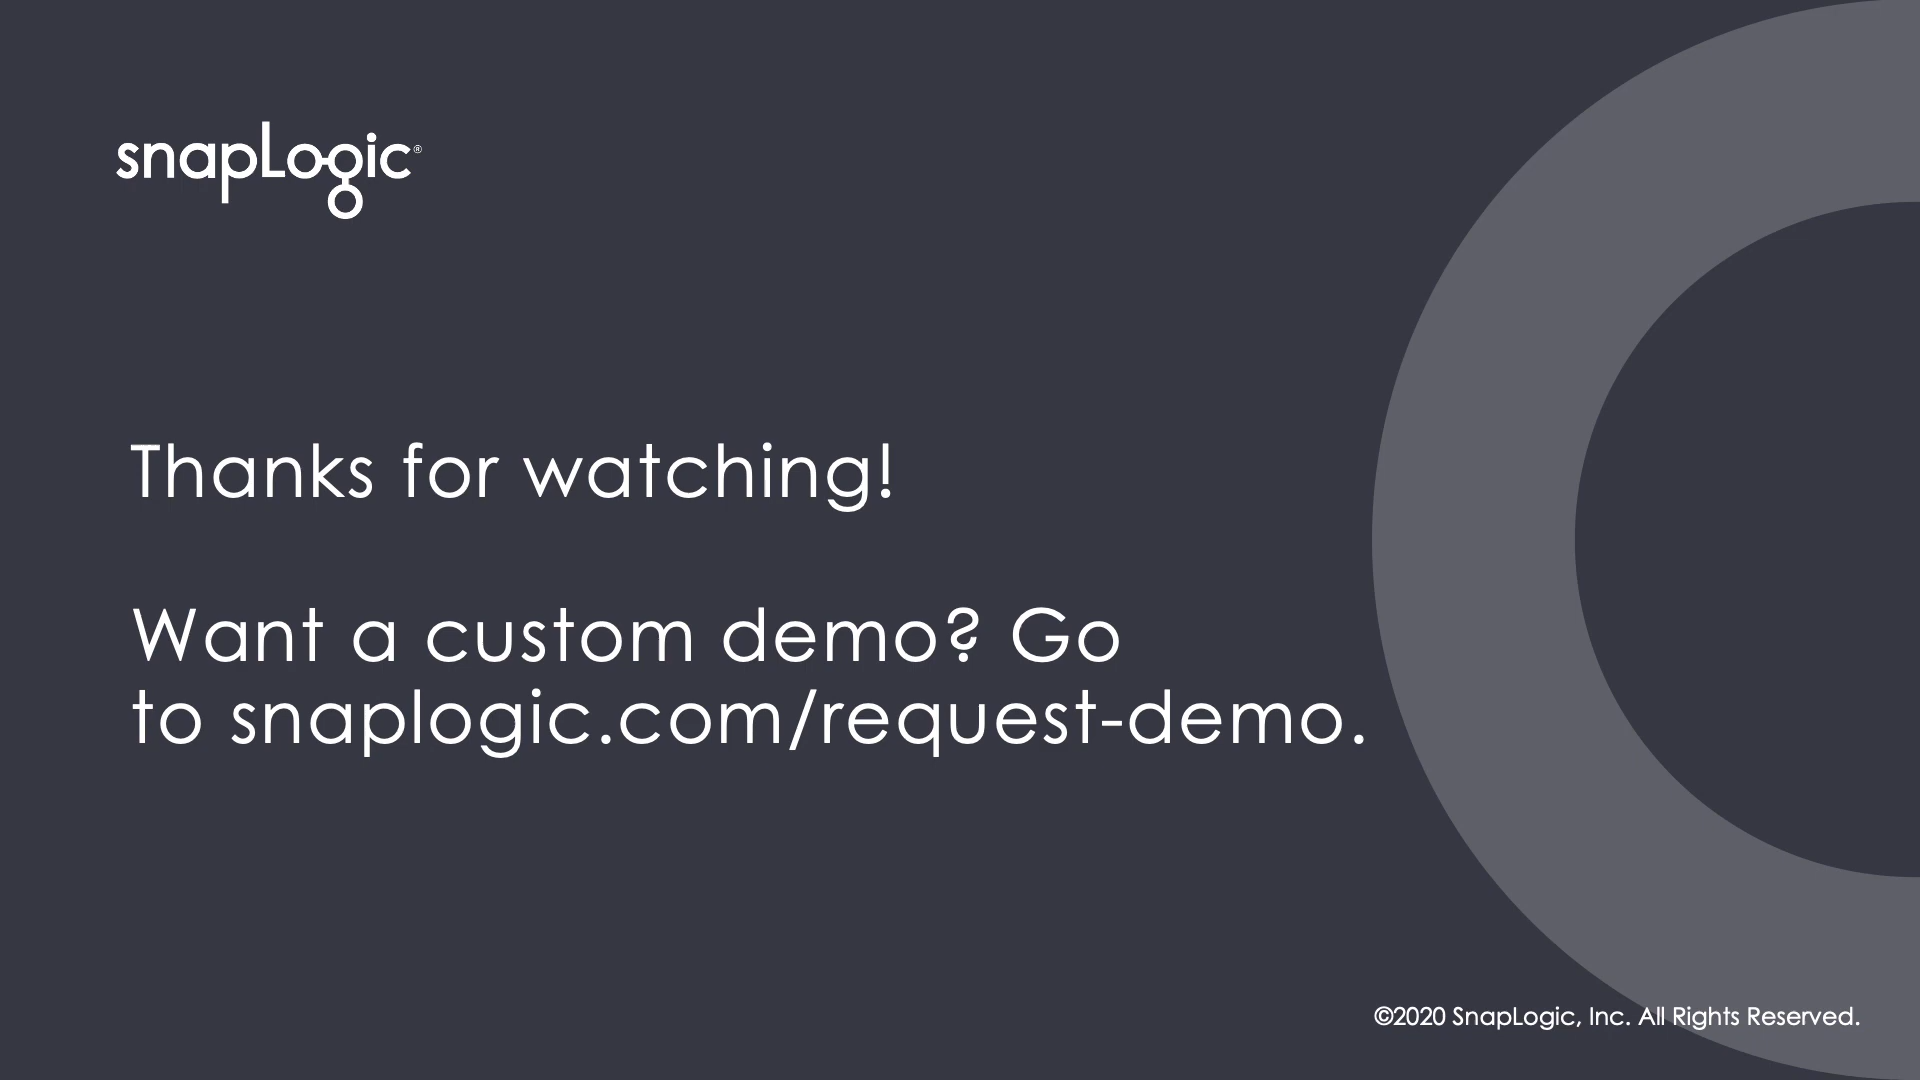 snapLogic®
Thanks for watching!
Want a custom demo? Go
to snaplogic.com/request-demo.
©2020 SnapLogic, Inc. All Rights Reserved.